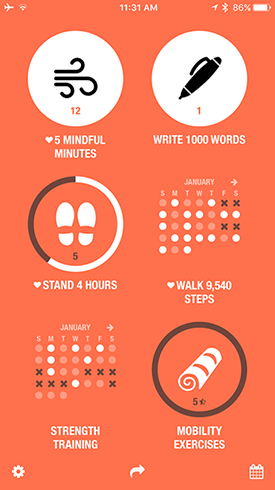 11:31 AM 86%
12
1
5 MINDFUL
MINUTES
WRITE 1000 WORDS
5
JANUARY
S M T W T F S
STAND 4 HOURS
WALK 9,540
STEPS
JANUARY
S M T W T F S
5
STRENGTH
TRAINING
MOBILITY
EXERCISES